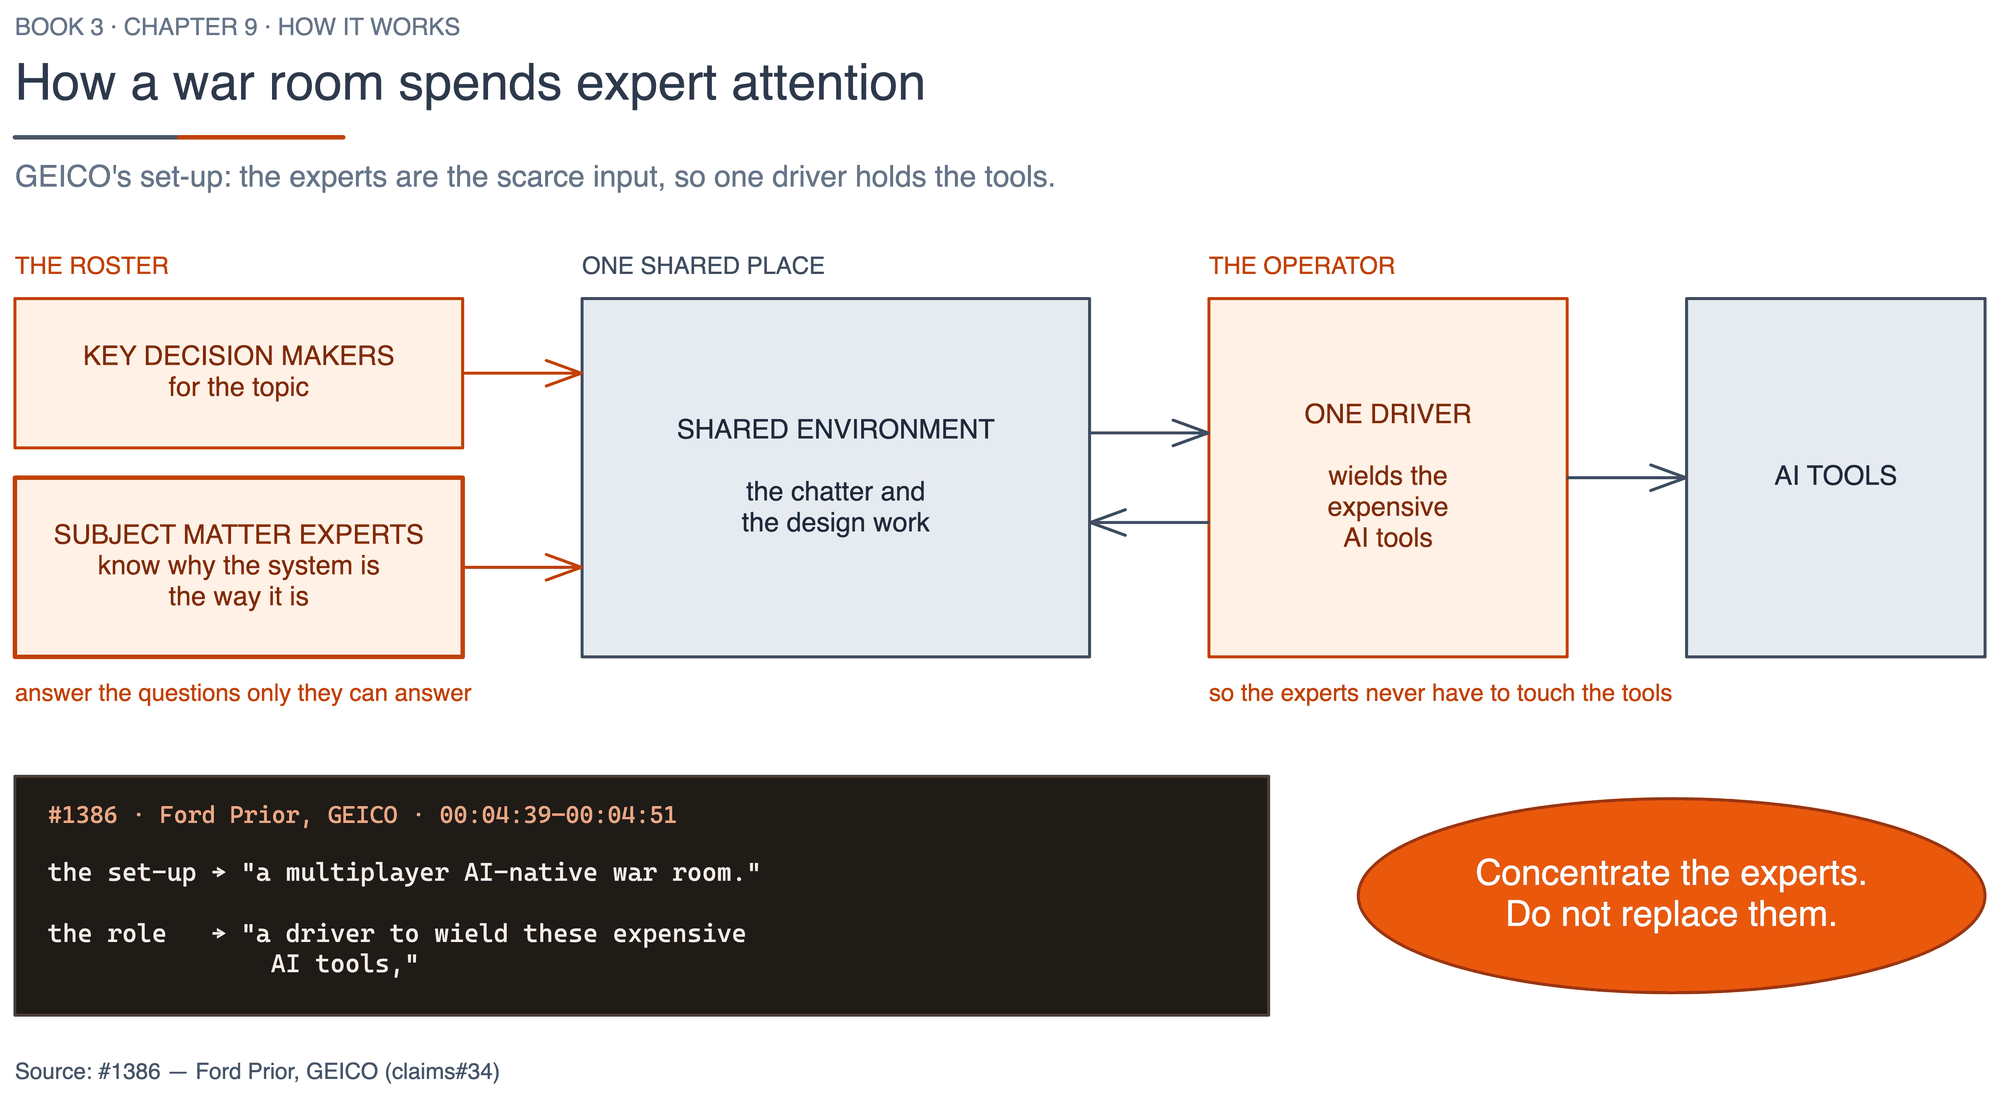 BOOK 3 · CHAPTER 9 · HOW IT WORKS
How a war room spends expert attention
GEICO's set-up: the experts are the scarce input, so one driver holds the tools.
THE ROSTER
KEY DECISION MAKERS
for the topic
SUBJECT MATTER EXPERTS
know why the system is
the way it is
answer the questions only they can answer
ONE SHARED PLACE
SHARED ENVIRONMENT
the chatter and
the design work
THE OPERATOR
ONE DRIVER
wields the
expensive
AI tools
so the experts never have to touch the tools
AI TOOLS
#1386 · Ford Prior, GEICO · 00:04:39–00:04:51
the set-up → "a multiplayer AI-native war room."
the role → "a driver to wield these expensive
AI tools,"
Concentrate the experts.
Do not replace them.
Source: #1386 — Ford Prior, GEICO (claims#34)